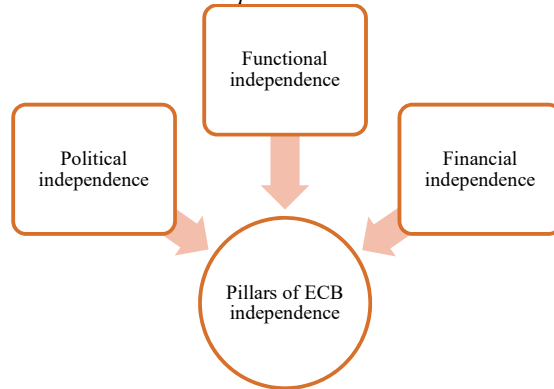 Functional
independence
Political
independence
Financial
independence
Pillars of ECB
independence